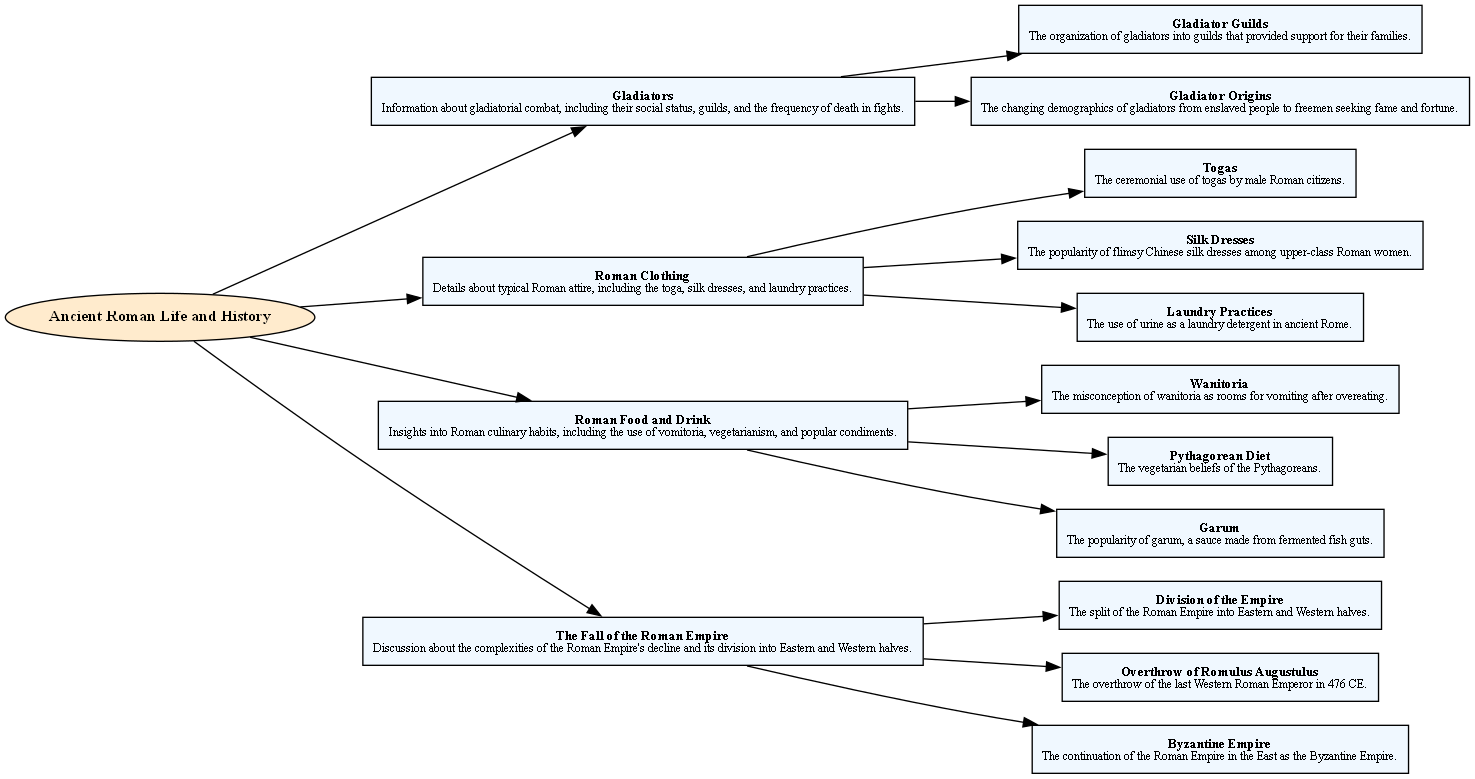 Ancient Roman Life and History
Gladiators
Information about gladiatorial combat, including their social status, guilds, and the frequency of death in fights.
Gladiator Guilds
The organization of gladiators into guilds that provided support for their families.
Gladiator Origins
The changing demographics of gladiators from enslaved people to freemen seeking fame and fortune.
Roman Clothing
Details about typical Roman attire, including the toga, silk dresses, and laundry practices.
Togas
The ceremonial use of togas by male Roman citizens.
Silk Dresses
The popularity of flimsy Chinese silk dresses among upper-class Roman women.
Laundry Practices
The use of urine as a laundry detergent in ancient Rome.
Roman Food and Drink
Insights into Roman culinary habits, including the use of vomitoria, vegetarianism, and popular condiments.
Wanitoria
The misconception of wanitoria as rooms for vomiting after overeating.
Pythagorean Diet
The vegetarian beliefs of the Pythagoreans.
Garum
The popularity of garum, a sauce made from fermented fish guts.
The Fall of the Roman Empire
Discussion about the complexities of the Roman Empire's decline and its division into Eastern and Western halves.
Division of the Empire
The split of the Roman Empire into Eastern and Western halves.
Overthrow of Romulus Augustulus
The overthrow of the last Western Roman Emperor in 476 CE.
Byzantine Empire
The continuation of the Roman Empire in the East as the Byzantine Empire.